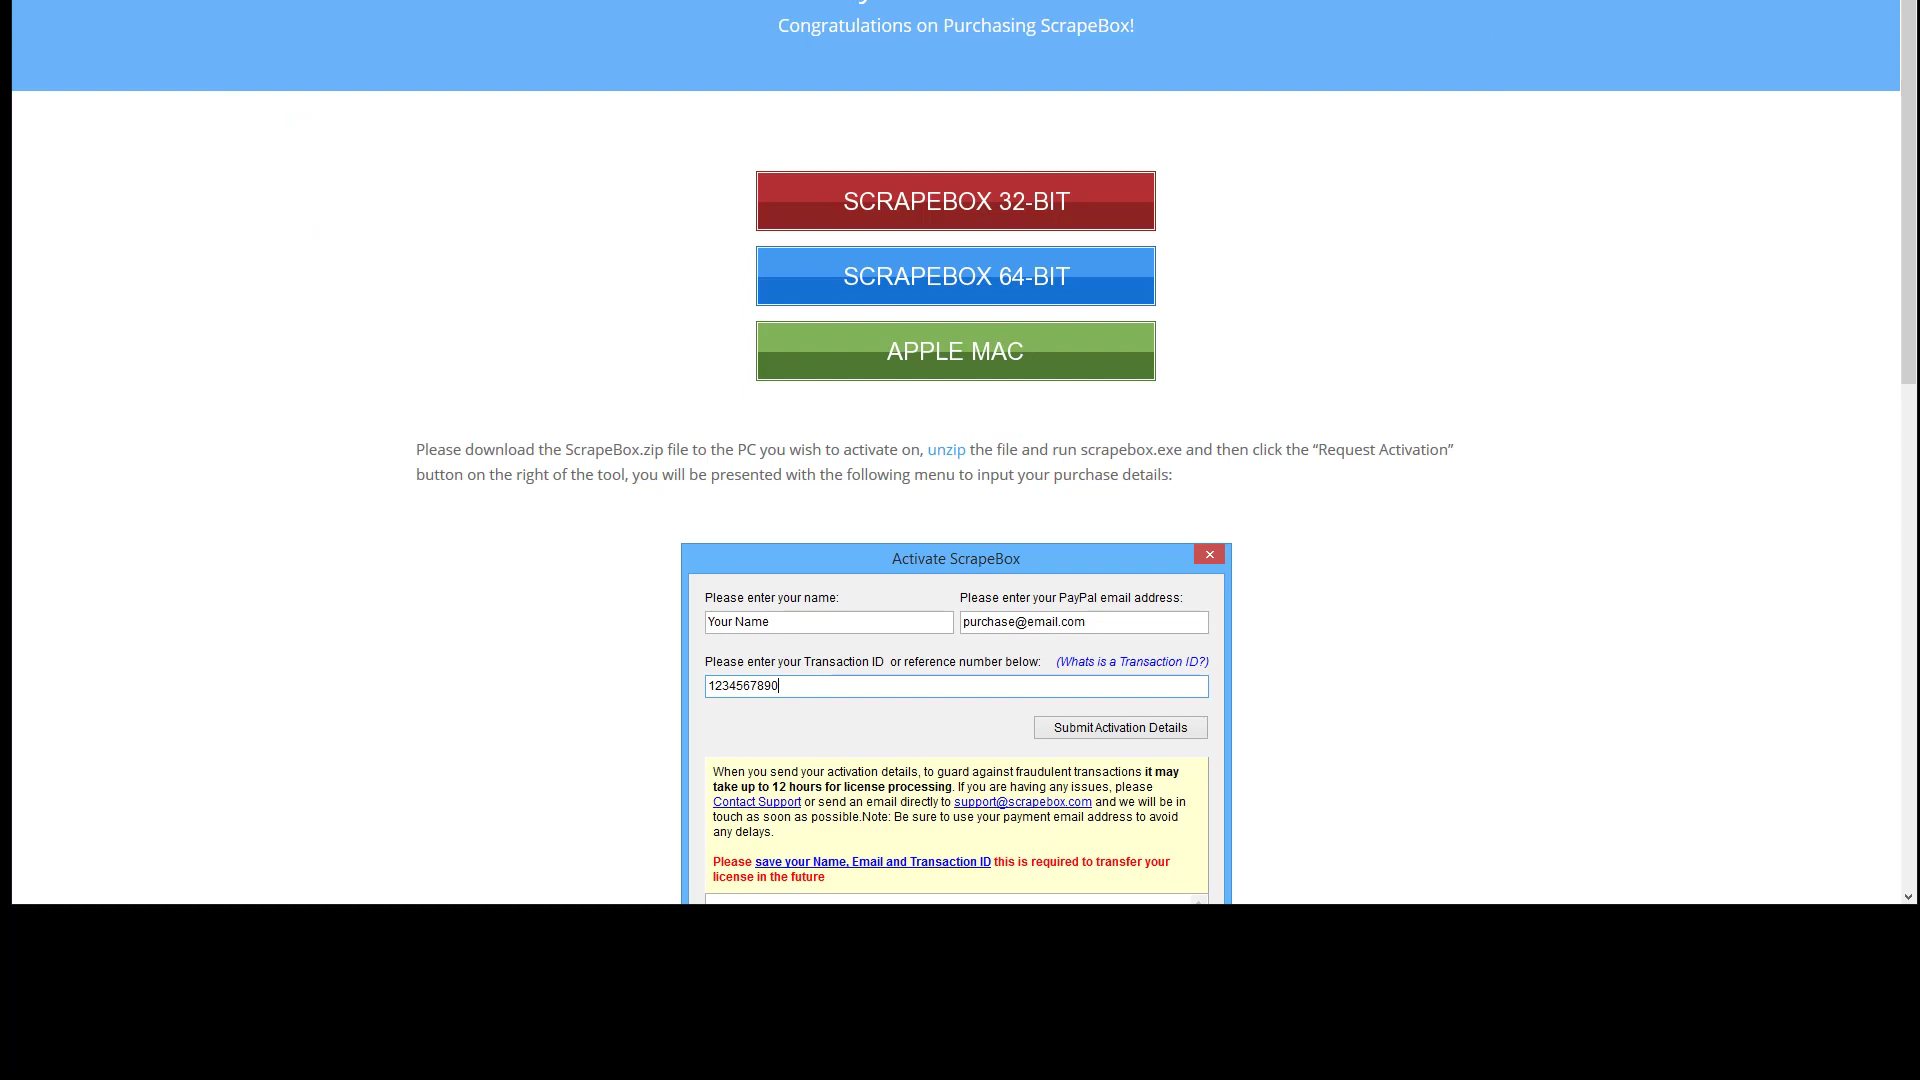 Congratulations on Purchasing ScrapeBox!
SCRAPEBOX 32-BIT
SCRAPEBOX 64-BIT
APPLE MAC
Please download the ScrapeBox.zip file to the PC you wish to activate on, unzip the file and run scrapebox.exe and then click the “Request Activation”
button on the right of the tool, you will be presented with the following menu to input your purchase details:
Activate ScrapeBox
Please enter your name: Please enter your PayPal email address:
Your Name purchase@email.com
Please enter your Transaction ID or reference number below: (Whats is a Transaction ID?)
1234567890
Submit Activation Details
When you send your activation details, to guard against fraudulent transactions it may
take up to 12 hours for license processing. If you are having any issues, please
Contact Support or send an email directly to support@scrapebox.com and we will be in
touch as soon as possible.Note: Be sure to use your payment email address to avoid
any delays.
Please save your Name, Email and Transaction ID this is required to transfer your
license in the future